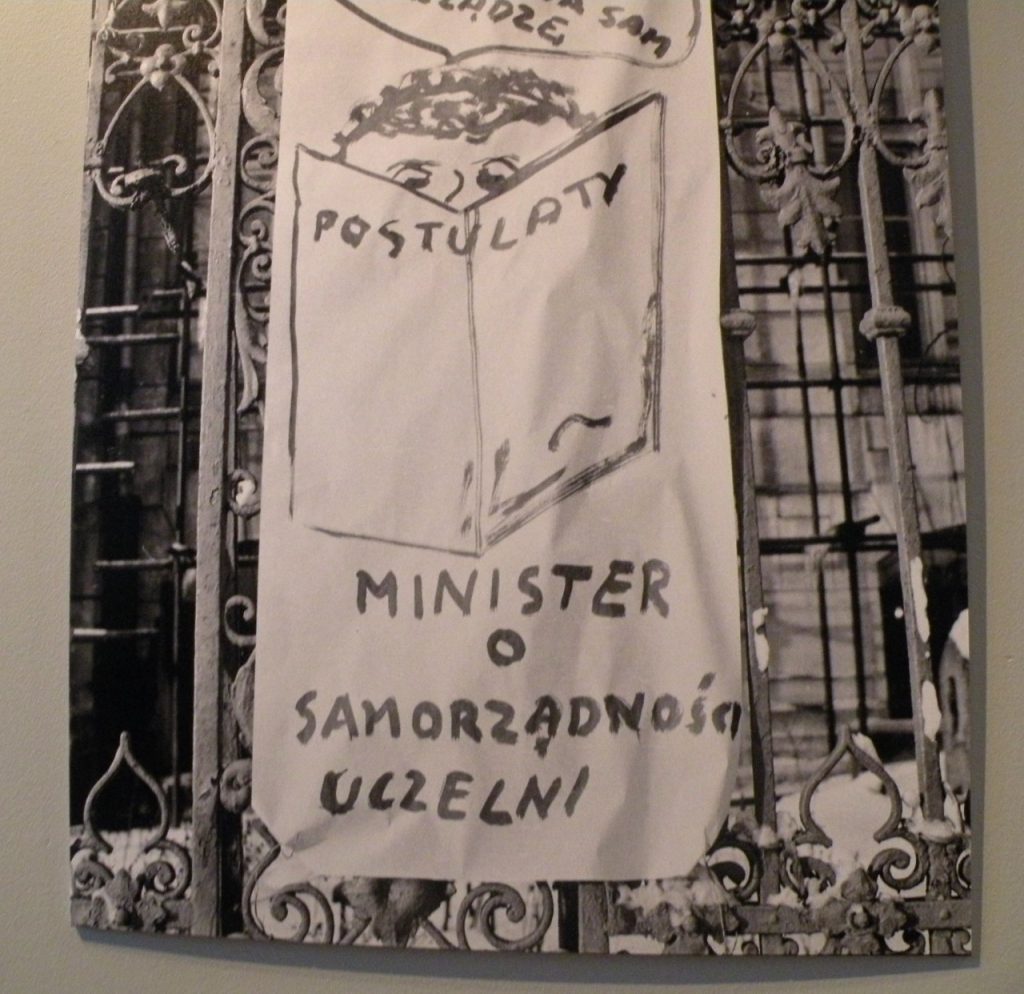 SAM
POSTULATY
MINISTER
O
SAMORZĄDNOŚCI
UCZELNI